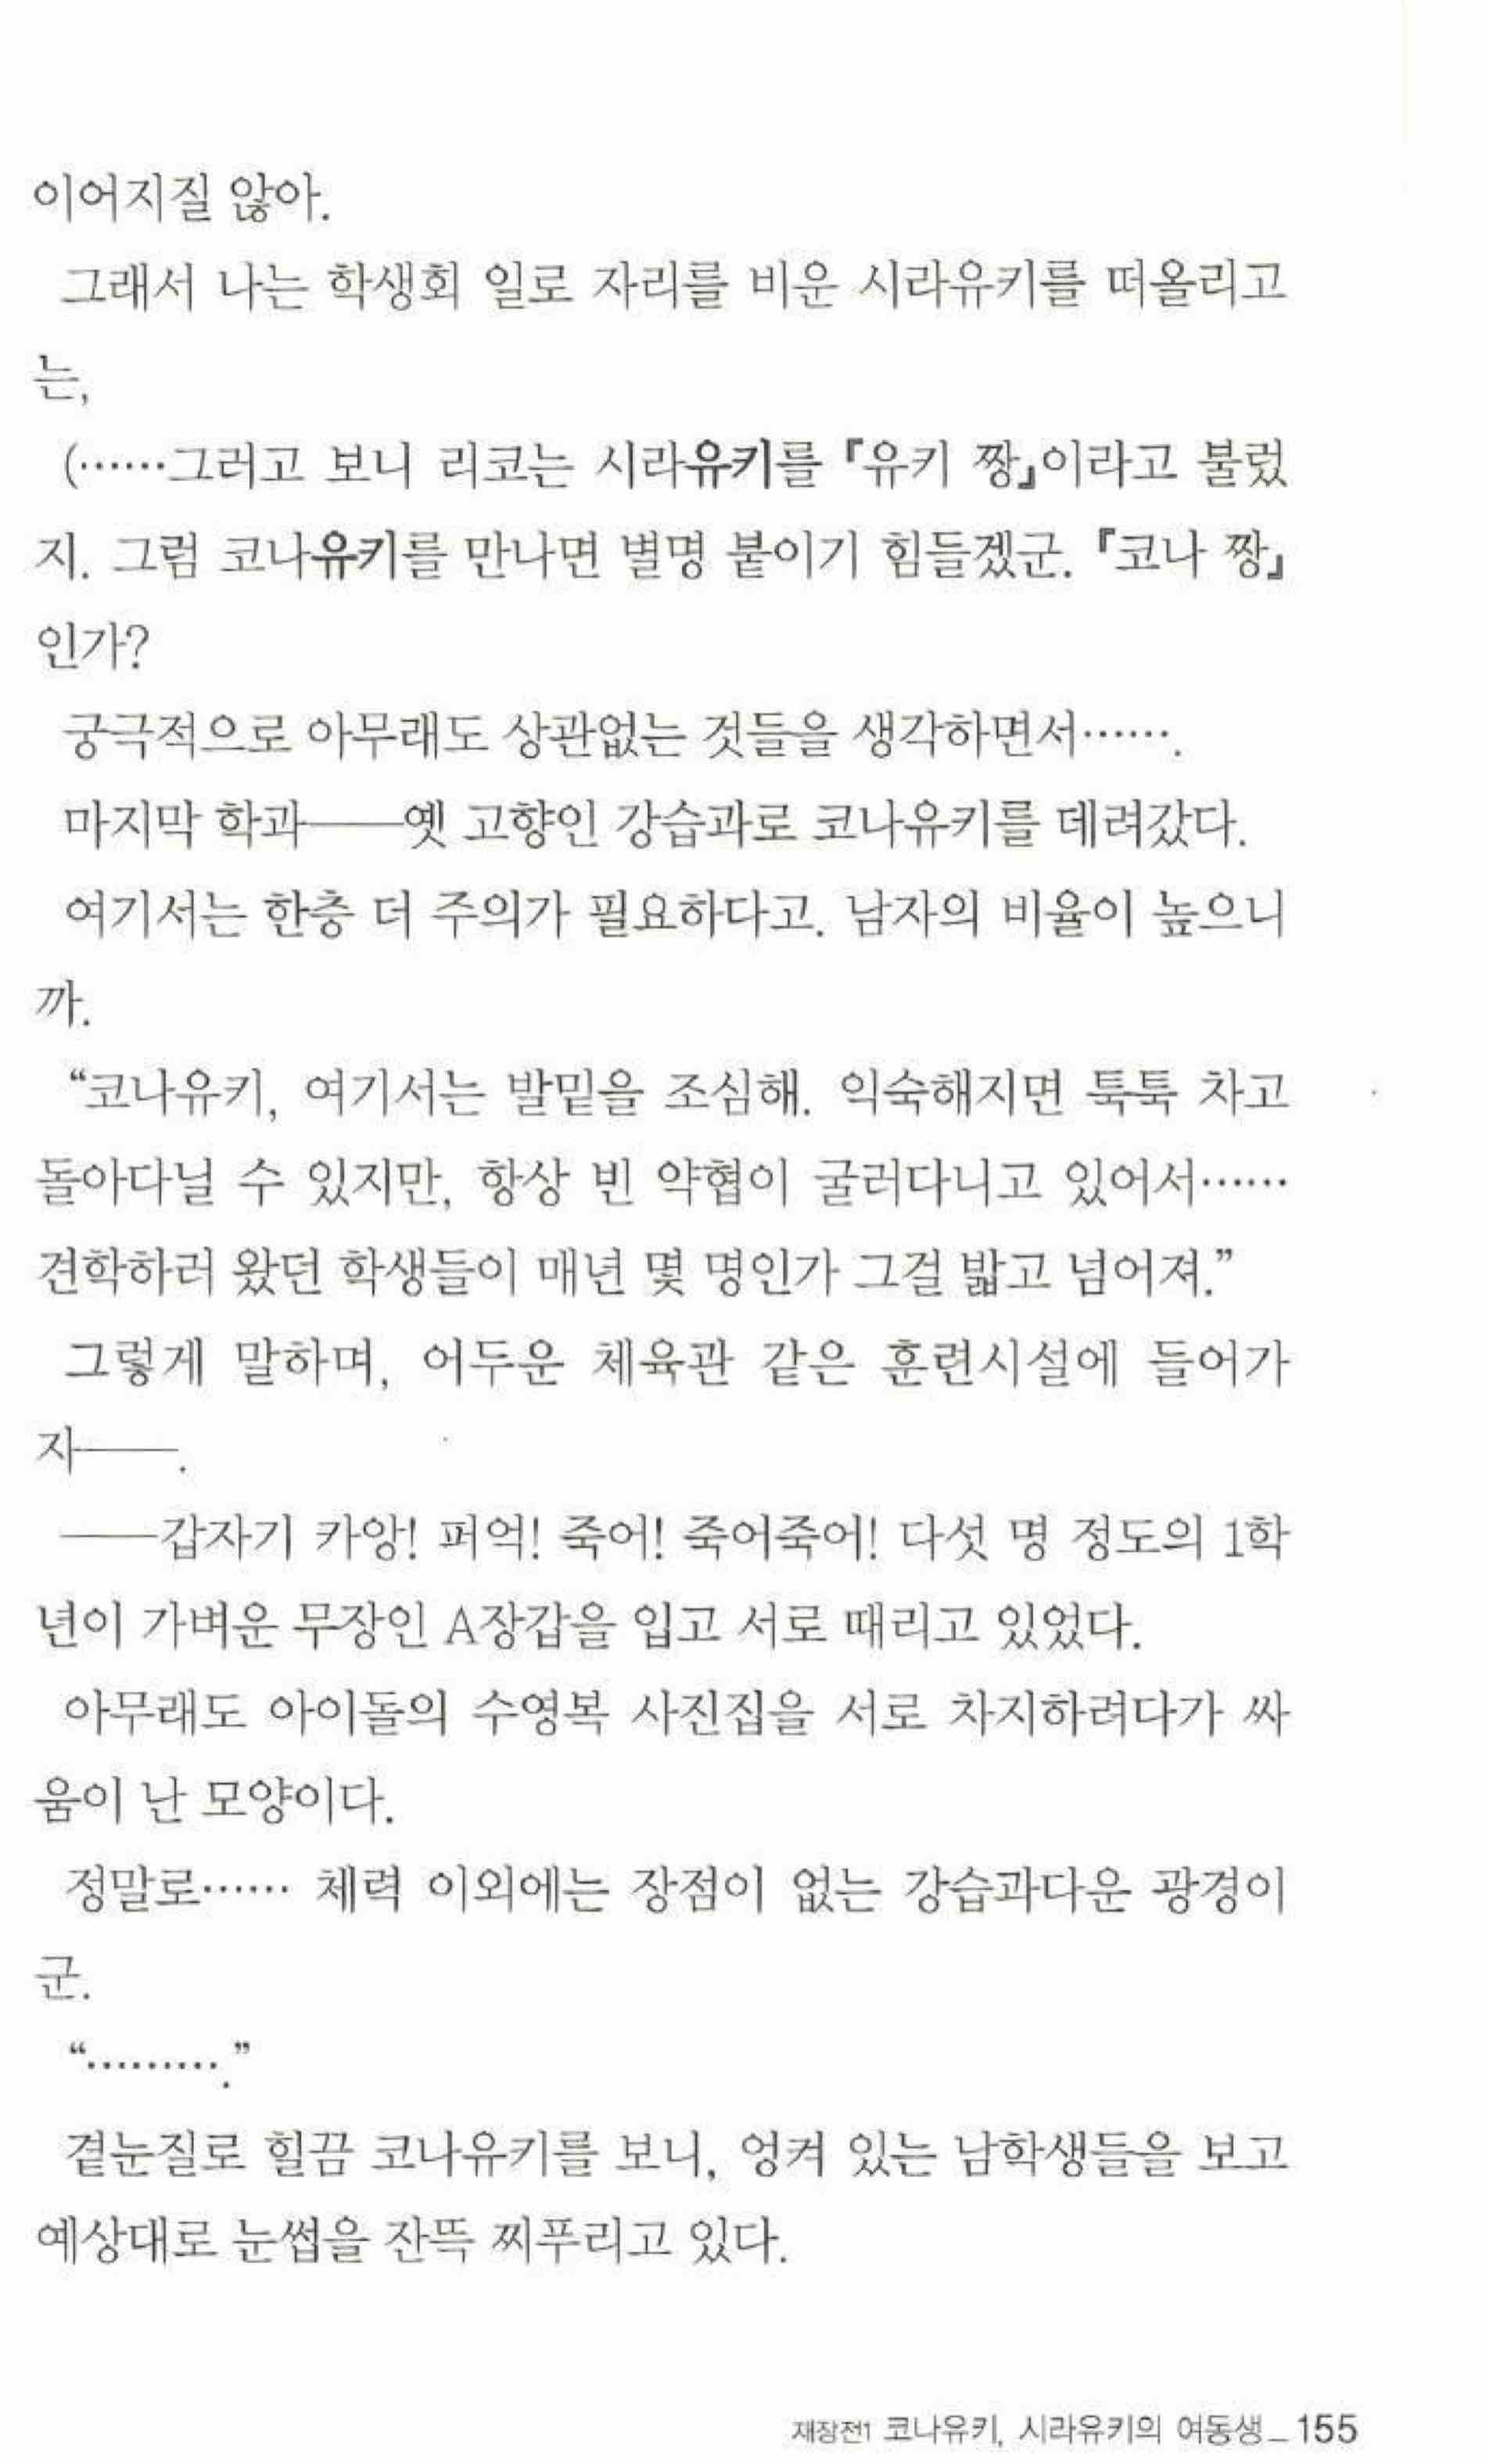 이어지질 않아.
그래서 나는 학생회 일로 자리를 비운 시라유키를 떠올리고
는,
(……그러고 보니 리코는 시라유키를 『유키 짱』이라고 불렀
지. 그럼 코나유키를 만나면 별명 붙이기 힘들겠군. 『코나 짱』
인가?
궁극적으로 아무래도 상관없는 것들을 생각하면서…….
마지막 학과――옛 고향인 강습과로 코나유키를 데려갔다.
여기서는 한층 더 주의가 필요하다고. 남자의 비율이 높으니
까.
“코나유키, 여기서는 발밑을 조심해. 익숙해지면 툭툭 차고
돌아다닐 수 있지만, 항상 빈 약협이 굴러다니고 있어서……
견학하러 왔던 학생들이 매년 몇 명인가 그걸 밟고 넘어져.”
그렇게 말하며, 어두운 체육관 같은 훈련시설에 들어가
자――.
――갑자기 카앙! 퍼억! 죽어! 죽어죽어! 다섯 명 정도의 1학
년이 가벼운 무장인 A장갑을 입고 서로 때리고 있었다.
아무래도 아이돌의 수영복 사진집을 서로 차지하려다가 싸
움이 난 모양이다.
정말로…… 체력 이외에는 장점이 없는 강습과다운 광경이
군.
“……….”
곁눈질로 힐끔 코나유키를 보니, 엉켜 있는 남학생들을 보고
예상대로 눈썹을 잔뜩 찌푸리고 있다.
재장전1 코나유키, 시라유키의 여동생_155